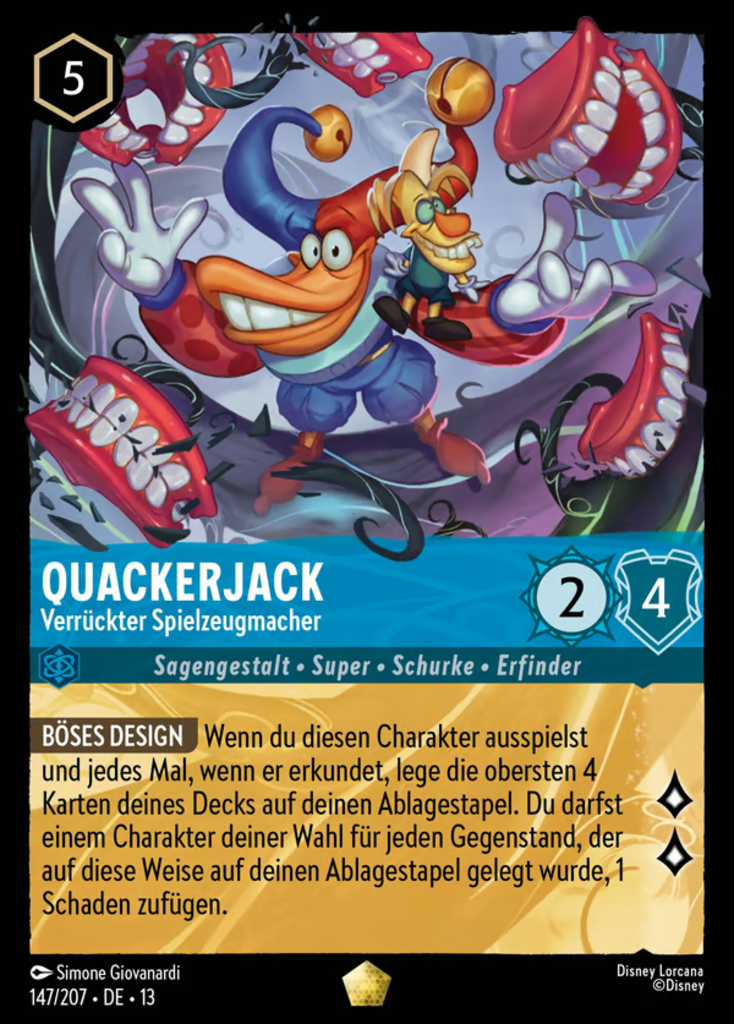 5
QUACKERJACK
Verrückter Spielzeugmacher
2
4
Sagengestalt • Super • Schurke • Erfinder
BÖSES DESIGN Wenn du diesen Charakter ausspielst
und jedes Mal, wenn er erkundet, lege die obersten 4
Karten deines Decks auf deinen Ablagestapel. Du darfst
einem Charakter deiner Wahl für jeden Gegenstand, der
auf diese Weise auf deinen Ablagestapel gelegt wurde, 1
Schaden zufügen.
Simone Giovanardi
147/207 • DE • 13
Disney Lorcana
©Disney